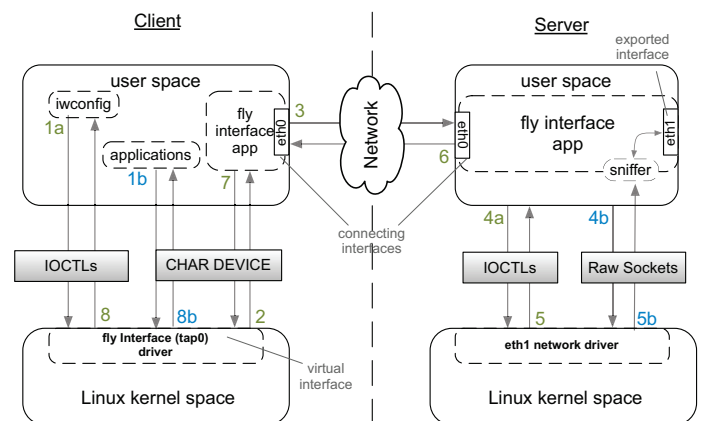 Client
Server
exported
interface
user space
user space
iwconfig
1a
applications
1b
fly
interface
app
eth0
3
7
Network
6
eth0
fly interface
app
eth1
sniffer
connecting
interfaces
4a
4b
IOCTLs
CHAR DEVICE
IOCTLs
Raw Sockets
8
8b
2
5
5b
fly Interface (tap0)
driver
virtual
interface
eth1 network driver
Linux kernel space
Linux kernel space